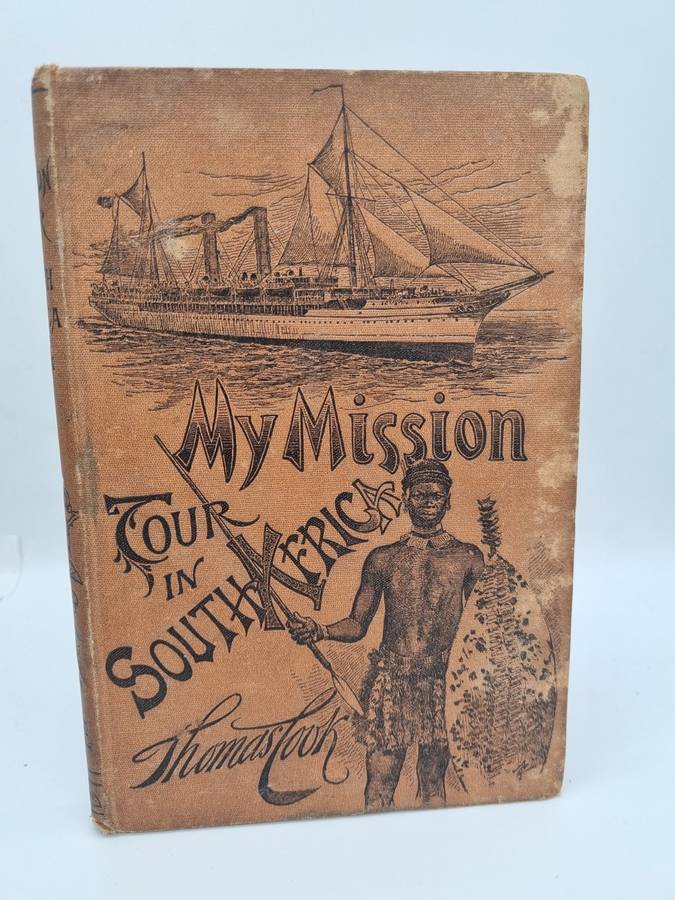 My Mission
Tour
in
South Africa
Thomas Cook